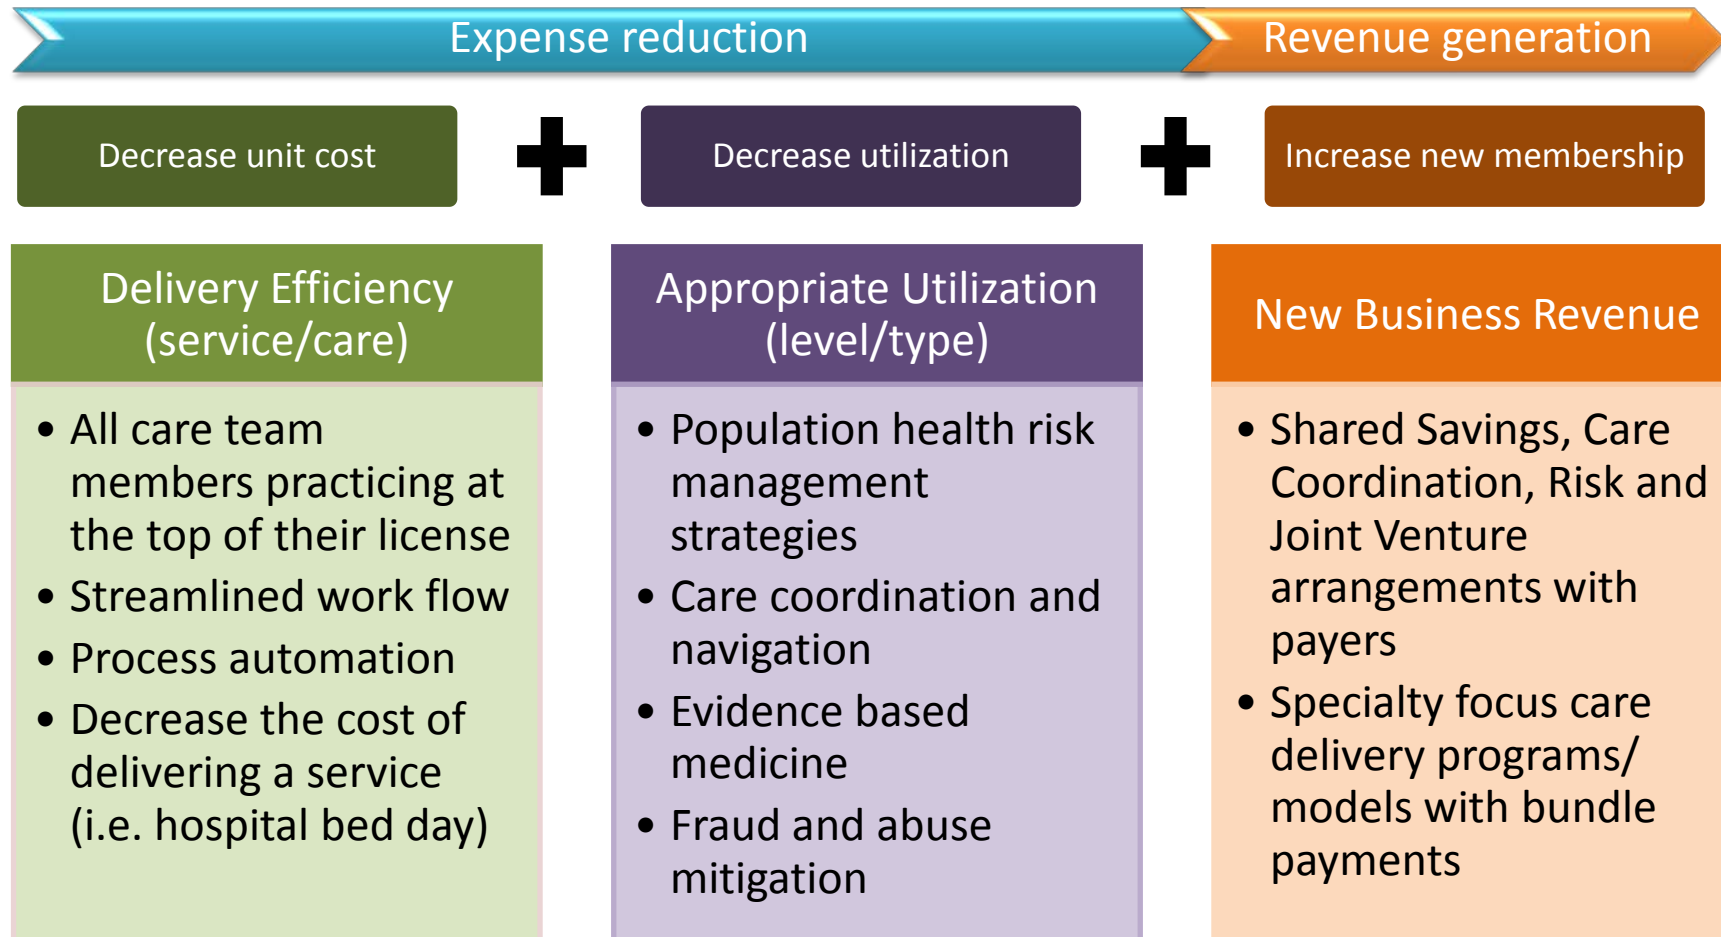 Expense reduction
Revenue generation
Decrease unit cost
Decrease utilization
Increase new membership
Delivery Efficiency
(service/care)
• All care team
members practicing at
the top of their license
• Streamlined work flow
• Process automation
• Decrease the cost of
delivering a service
(i.e. hospital bed day)
Appropriate Utilization
(level/type)
• Population health risk
management
strategies
• Care coordination and
navigation
• Evidence based
medicine
• Fraud and abuse
mitigation
New Business Revenue
• Shared Savings, Care
Coordination, Risk and
Joint Venture
arrangements with
payers
• Specialty focus care
delivery programs/
models with bundle
payments